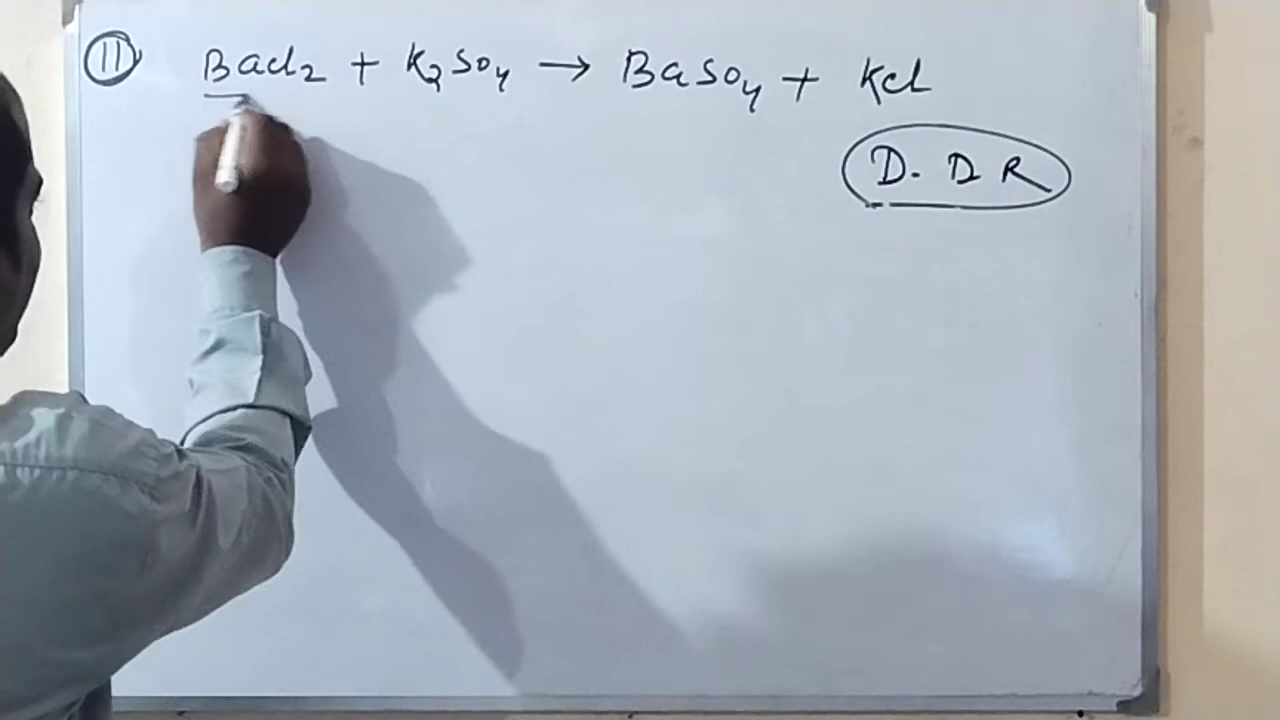 11 BaCl₂ + K₂SO₄ → BaSO₄ + KCl
D. D R